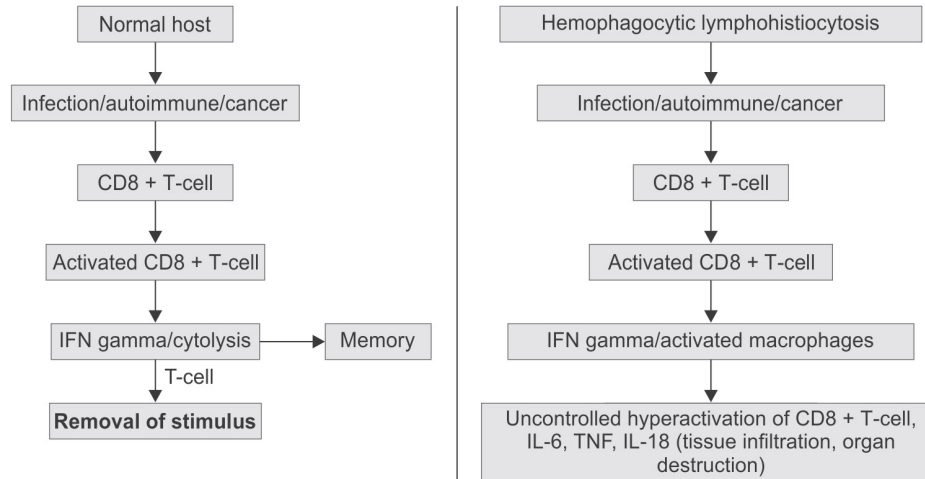 Normal host
Infection/autoimmune/cancer
CD8 + T-cell
Activated CD8 + T-cell
IFN gamma/cytolysis
Memory
T-cell
Removal of stimulus
Hemophagocytic lymphohistiocytosis
Infection/autoimmune/cancer
CD8 + T-cell
Activated CD8 + T-cell
IFN gamma/activated macrophages
Uncontrolled hyperactivation of CD8 + T-cell,
IL-6, TNF, IL-18 (tissue infiltration, organ
destruction)